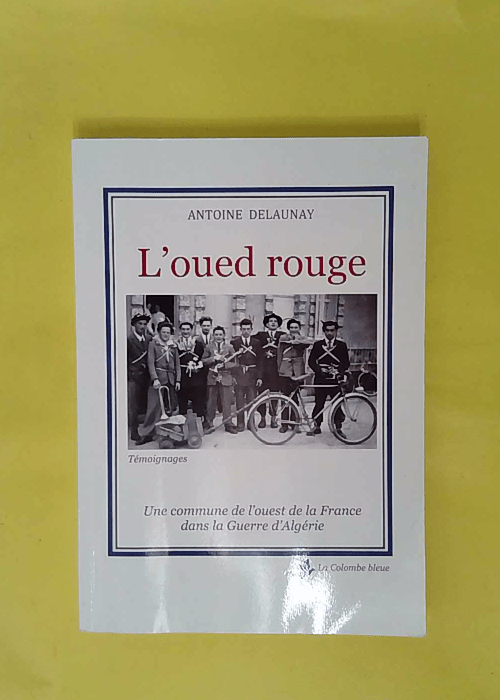 ANTOINE DELAUNAY
L'oued rouge
Témoignages
Une commune de l'ouest de la France
dans la Guerre d'Algérie
La Colombe bleue